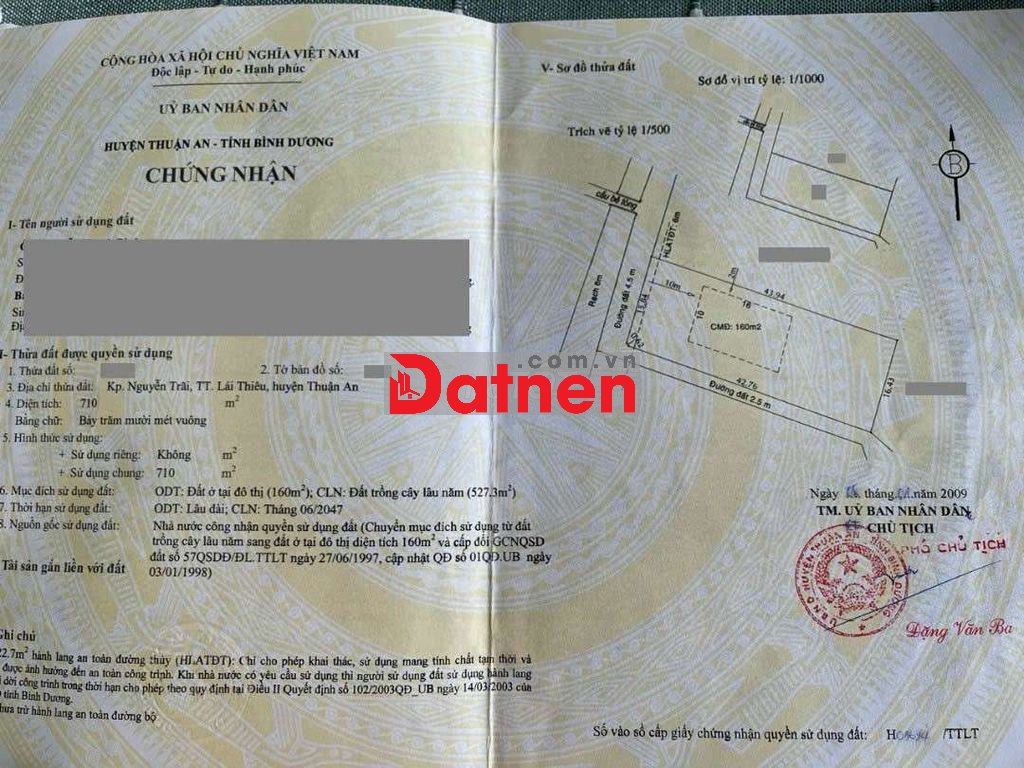 CỘNG HÒA XÃ HỘI CHỦ NGHĨA VIỆT NAM
Độc lập - Tự do - Hạnh phúc
UỶ BAN NHÂN DÂN
HUYỆN THUẬN AN - TỈNH BÌNH DƯƠNG
CHỨNG NHẬN
I- Tên người sử dụng đất
I- Thửa đất được quyền sử dụng
1. Thửa đất số:
2. Tờ bản đồ số:
3. Địa chỉ thửa đất: Kp. Nguyễn Trãi, TT. Lái Thiêu, huyện Thuận An
4. Diện tích: 710 m²
Bằng chữ: Bảy trăm mười mét vuông
5. Hình thức sử dụng:
+ Sử dụng riêng: Không m²
+ Sử dụng chung: 710 m²
6. Mục đích sử dụng đất: ODT: Đất ở tại đô thị (160m²); CLN: Đất trồng cây lâu năm (527.3m²)
7. Thời hạn sử dụng đất: ODT: Lâu dài; CLN: Tháng 06/2047
8. Nguồn gốc sử dụng đất: Nhà nước công nhận quyền sử dụng đất (Chuyển mục đích sử dụng từ đất
trồng cây lâu năm sang đất ở tại đô thị diện tích 160m² và cấp đổi GCNQSD
đất số 57QSDĐ/ĐL.TTLT ngày 27/06/1997, cập nhật QĐ số 01QD.UB ngày
03/01/1998)
Tài sản gắn liền với đất
Ghi chú
22.7m² hành lang an toàn đường thủy (HLATĐT): Chỉ cho phép khai thác, sử dụng mang tính chất tạm thời và
được ảnh hưởng đến an toàn công trình. Khi nhà nước có yêu cầu sử dụng thì người sử dụng đất sử dụng hành lang
dời công trình trong thời hạn cho phép theo quy định tại Điều II Quyết định số 102/2003QĐ_UB ngày 14/03/2003 của
tỉnh Bình Dương.
hưa trừ hành lang an toàn đường bộ
V- Sơ đồ thửa đất
Sơ đồ vị trí tỷ lệ: 1/1000
Trích vẽ tỷ lệ 1/500
B
cầu bê tông
HLATĐT: 6m
Rạch 6m
Đường đất 4.5 m
15.84
10m
2m
43.94
16
10
CMĐ: 160m2
42.76
Đường đất 2.5 m
16.43
Datnen
.com.vn
Ngày tháng .năm 2009
TM. UỶ BAN NHÂN DÂN
CHỦ TỊCH
PHÓ CHỦ TỊCH
Đặng Văn Ba
Số vào sổ cấp giấy chứng nhận quyền sử dụng đất: H /TTLT